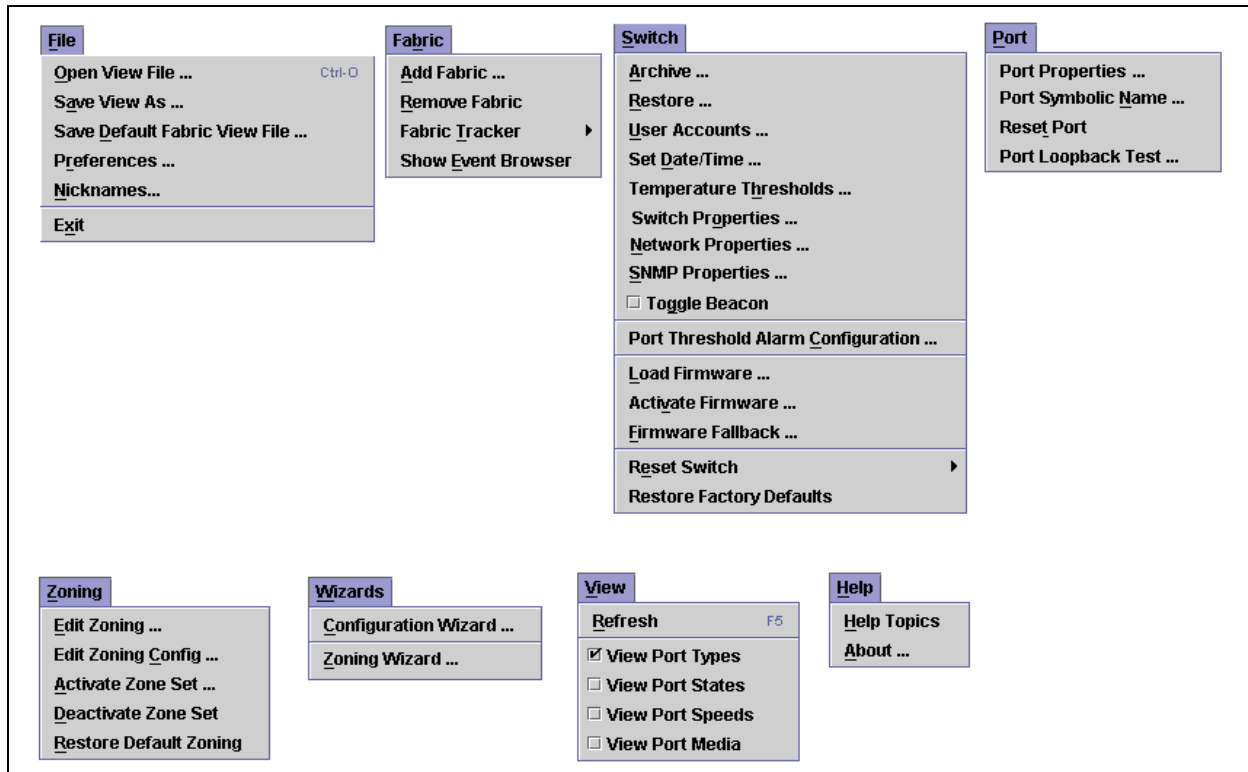 File
Open View File ... Ctrl-O
Save View As ...
Save Default Fabric View File ...
Preferences ...
Nicknames...
Exit
Fabric
Add Fabric ...
Remove Fabric
Fabric Tracker
Show Event Browser
Switch
Archive ...
Restore ...
User Accounts ...
Set Date/Time ...
Temperature Thresholds ...
Switch Properties ...
Network Properties ...
SNMP Properties ...
Toggle Beacon
Port Threshold Alarm Configuration ...
Load Firmware ...
Activate Firmware ...
Firmware Fallback ...
Reset Switch
Restore Factory Defaults
Port
Port Properties ...
Port Symbolic Name ...
Reset Port
Port Loopback Test ...
Zoning
Edit Zoning ...
Edit Zoning Config ...
Activate Zone Set ...
Deactivate Zone Set
Restore Default Zoning
Wizards
Configuration Wizard ...
Zoning Wizard ...
View
Refresh F5
View Port Types
View Port States
View Port Speeds
View Port Media
Help
Help Topics
About ...